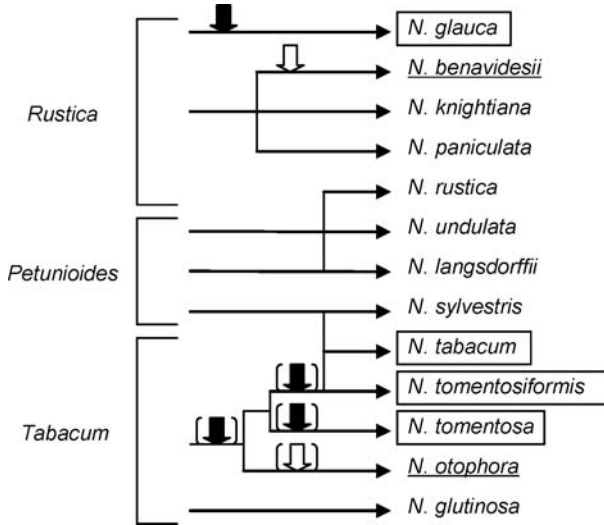 N. glauca
N. benavidesii
Rustica
N. knightiana
N. paniculata
N. rustica
N. undulata
Petunioides
N. langsdorffii
N. sylvestris
N. tabacum
N. tomentosiformis
Tabacum
N. tomentosa
N. otophora
N. glutinosa